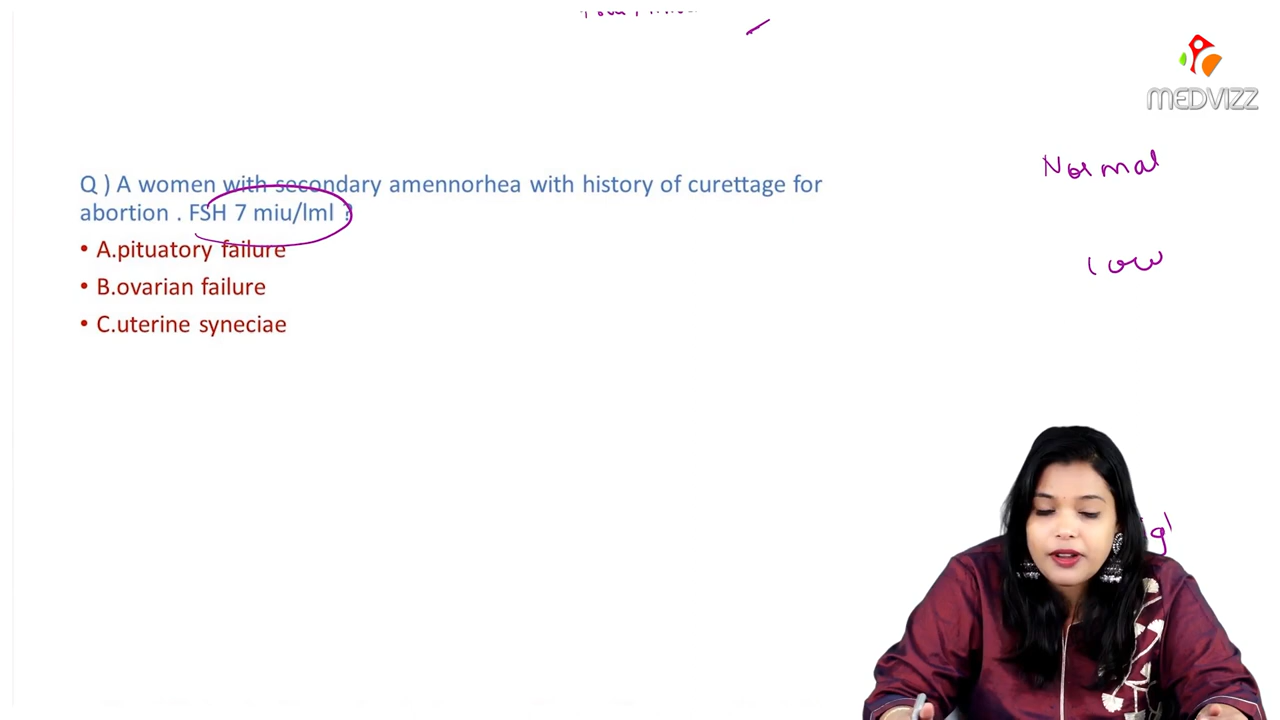 MEDVIZZ
Normal
Q ) A women with secondary amennorhea with history of curettage for
abortion . FSH 7 miu/lml ?
low
• A.pituatory failure
• B.ovarian failure
• C.uterine syneciae